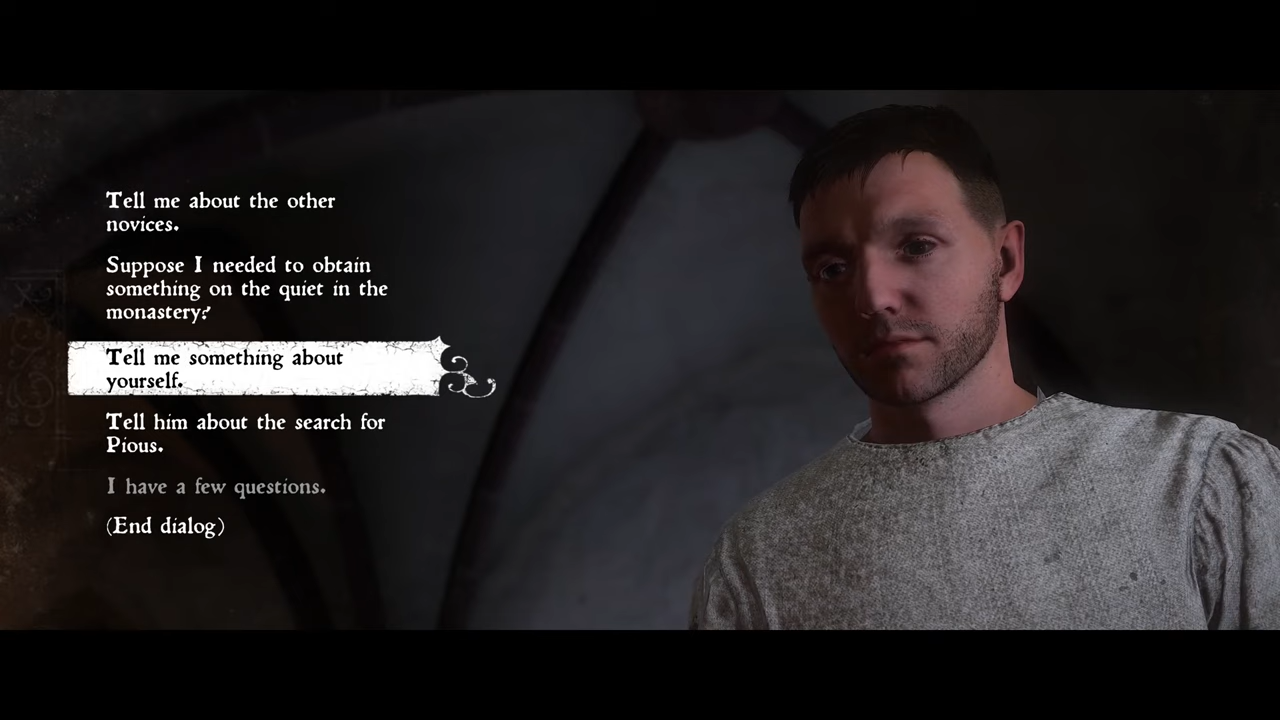 Tell me about the other
novices.
Suppose I needed to obtain
something on the quiet in the
monastery?
Tell me something about
yourself.
Tell him about the search for
Pious.
I have a few questions.
(End dialog)